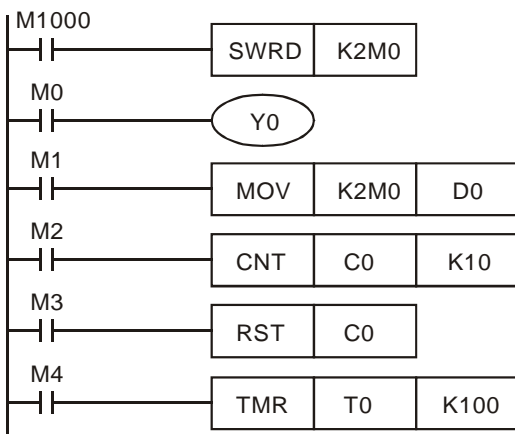 M1000
SWRD K2M0
M0
Y0
M1
MOV K2M0 D0
M2
CNT C0 K10
M3
RST C0
M4
TMR T0 K100